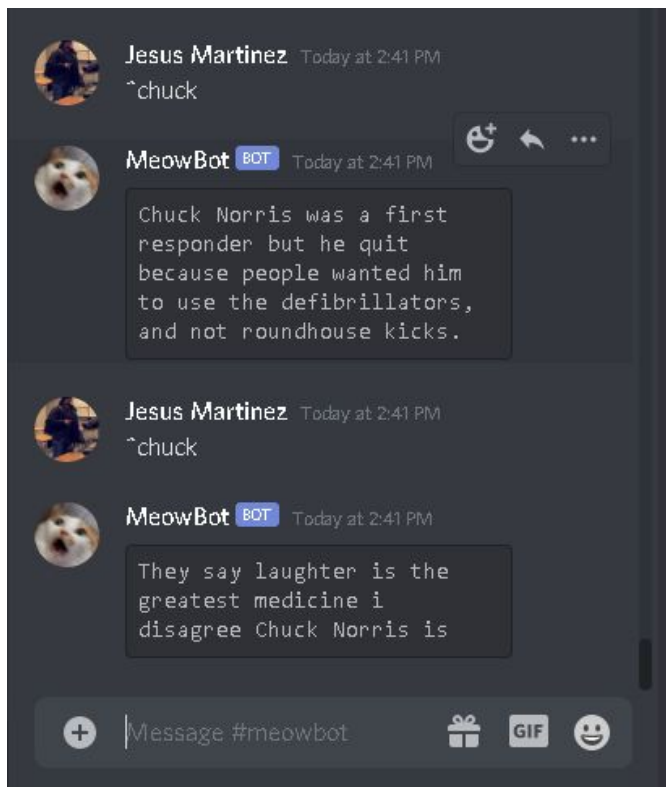 Jesus Martinez Today at 2:41 PM
^chuck
MeowBot BOT Today at 2:41 PM
Chuck Norris was a first
responder but he quit
because people wanted him
to use the defibrillators,
and not roundhouse kicks.
Jesus Martinez Today at 2:41 PM
^chuck
MeowBot BOT Today at 2:41 PM
They say laughter is the
greatest medicine i
disagree Chuck Norris is
Message #meowbot GIF